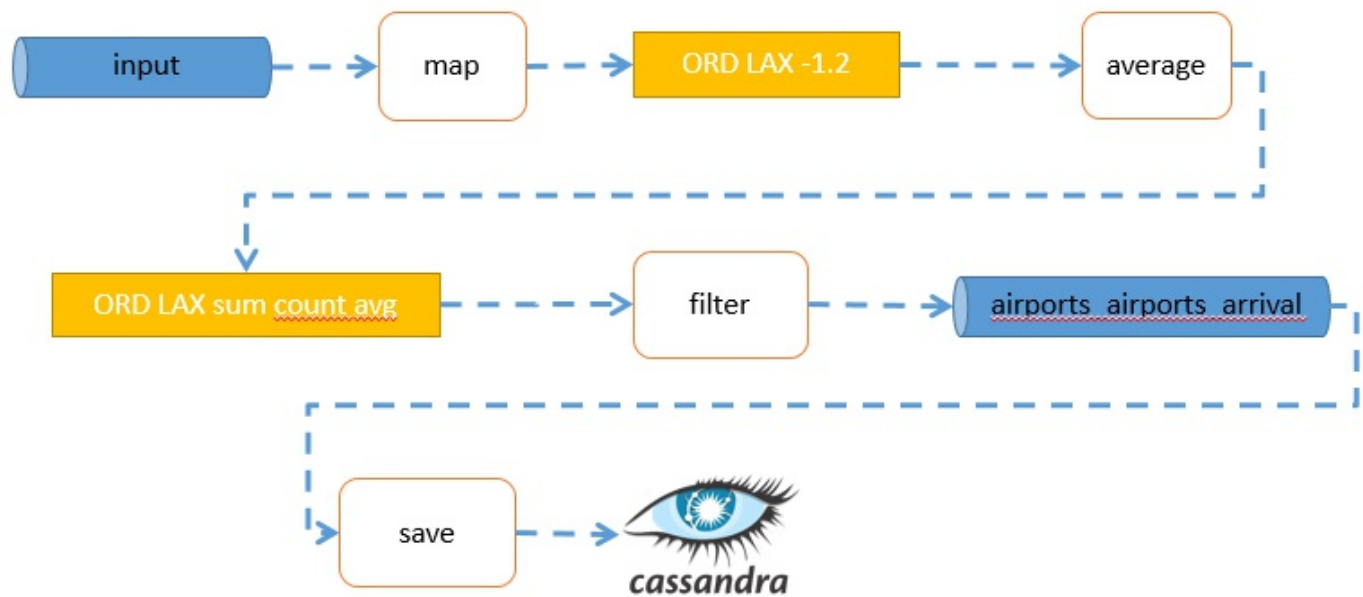 input
map
ORD LAX -1.2
average
ORD LAX sum count avg
filter
airports_airports_arrival
save
cassandra